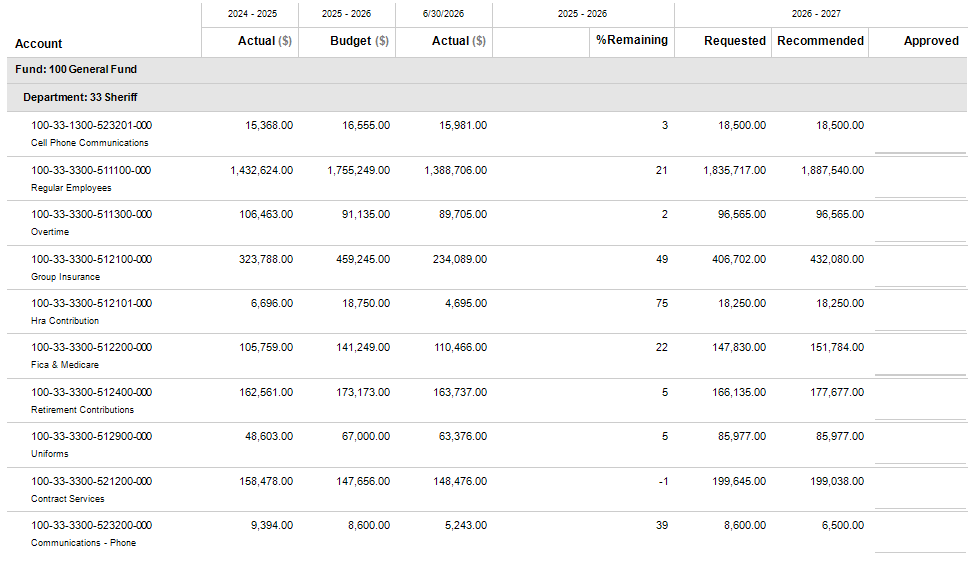 2024 - 2025 2025 - 2026 6/30/2026 2025 - 2026 2026 - 2027
Account Actual ($) Budget ($) Actual ($) %Remaining Requested Recommended Approved
Fund: 100 General Fund
Department: 33 Sheriff
100-33-1300-523201-000 15,368.00 16,555.00 15,981.00 3 18,500.00 18,500.00
Cell Phone Communications
100-33-3300-511100-000 1,432,624.00 1,755,249.00 1,388,706.00 21 1,835,717.00 1,887,540.00
Regular Employees
100-33-3300-511300-000 106,463.00 91,135.00 89,705.00 2 96,565.00 96,565.00
Overtime
100-33-3300-512100-000 323,788.00 459,245.00 234,089.00 49 406,702.00 432,080.00
Group Insurance
100-33-3300-512101-000 6,696.00 18,750.00 4,695.00 75 18,250.00 18,250.00
Hra Contribution
100-33-3300-512200-000 105,759.00 141,249.00 110,466.00 22 147,830.00 151,784.00
Fica & Medicare
100-33-3300-512400-000 162,561.00 173,173.00 163,737.00 5 166,135.00 177,677.00
Retirement Contributions
100-33-3300-512900-000 48,603.00 67,000.00 63,376.00 5 85,977.00 85,977.00
Uniforms
100-33-3300-521200-000 158,478.00 147,656.00 148,476.00 -1 199,645.00 199,038.00
Contract Services
100-33-3300-523200-000 9,394.00 8,600.00 5,243.00 39 8,600.00 6,500.00
Communications - Phone